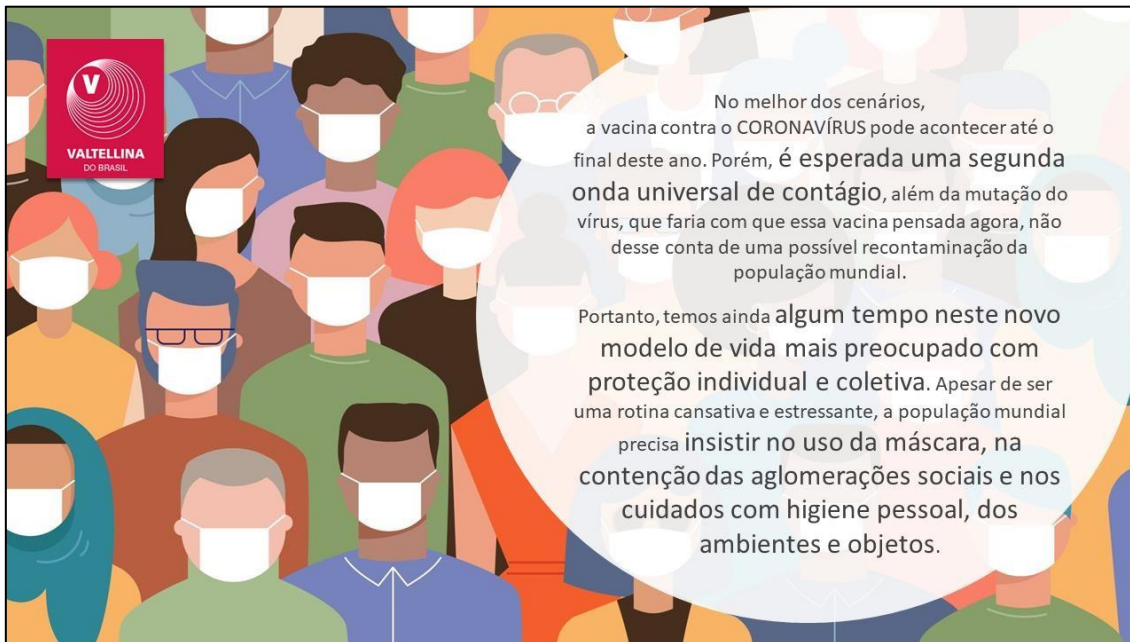 V
VALTELLINA
DO BRASIL
No melhor dos cenários,
a vacina contra o CORONAVÍRUS pode acontecer até o
final deste ano. Porém, é esperada uma segunda
onda universal de contágio, além da mutação do
vírus, que faria com que essa vacina pensada agora, não
desse conta de uma possível recontaminação da
população mundial.
Portanto, temos ainda algum tempo neste novo
modelo de vida mais preocupado com
proteção individual e coletiva. Apesar de ser
uma rotina cansativa e estressante, a população mundial
precisa insistir no uso da máscara, na
contenção das aglomerações sociais e nos
cuidados com higiene pessoal, dos
ambientes e objetos.